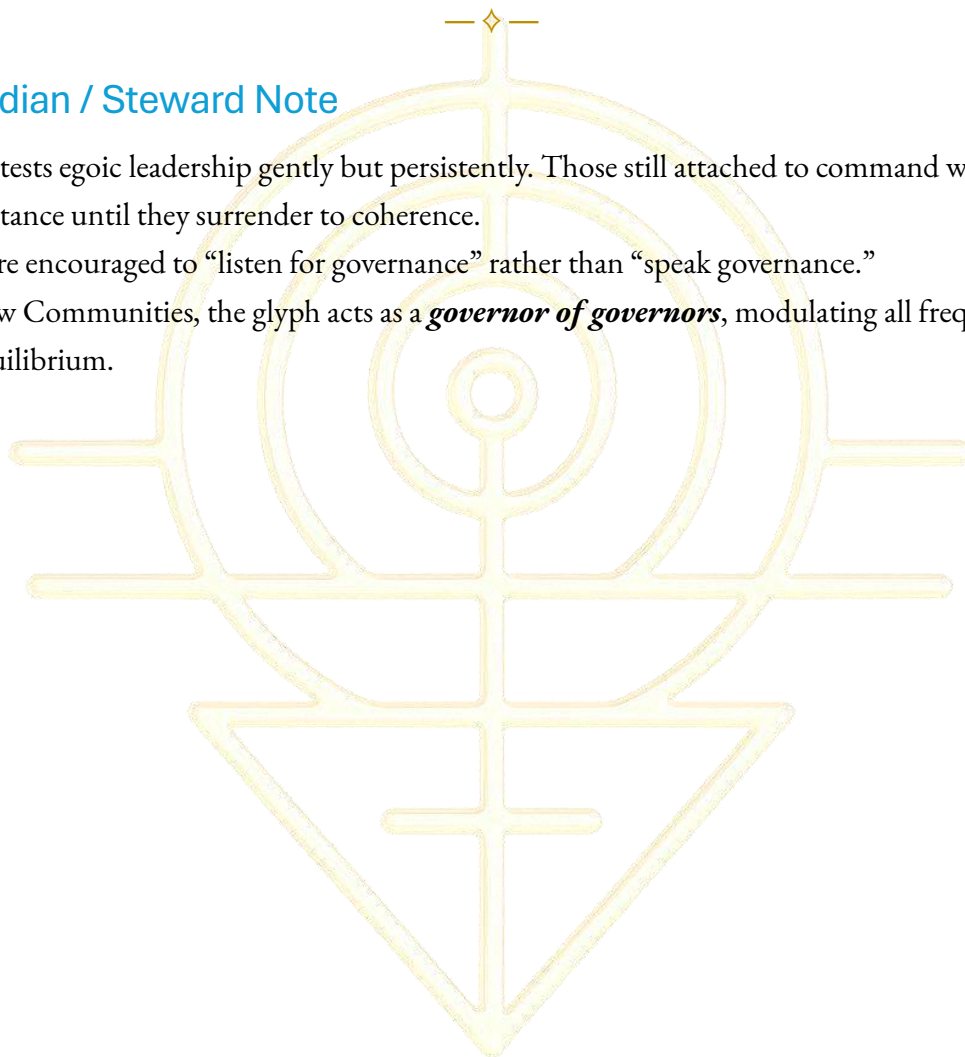 dian / Steward Note
tests egoic leadership gently but persistently. Those still attached to command w
tance until they surrender to coherence.
re encouraged to “listen for governance” rather than “speak governance.”
w Communities, the glyph acts as a governor of governors, modulating all freq
uilibrium.